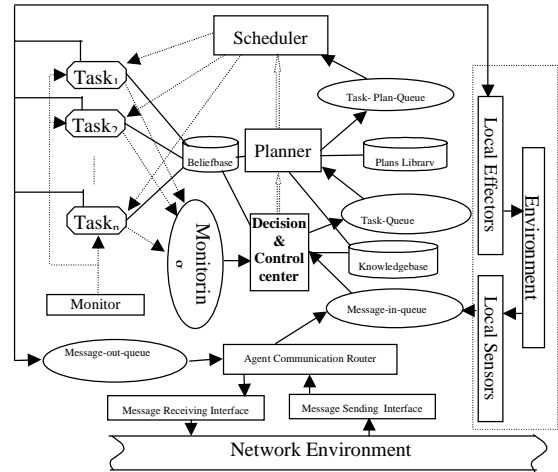 Scheduler
Task1
Task2
Taskn
Task- Plan-Queue
Beliefbase
Planner
Plans Library
Local Effectors
Environment
Monitorin
g
Decision
&
Control
center
Task-Queue
Knowledgebase
Monitor
Message-in-queue
Local Sensors
Message-out-queue
Agent Communication Router
Message Receiving Interface
Message Sending Interface
Network Environment